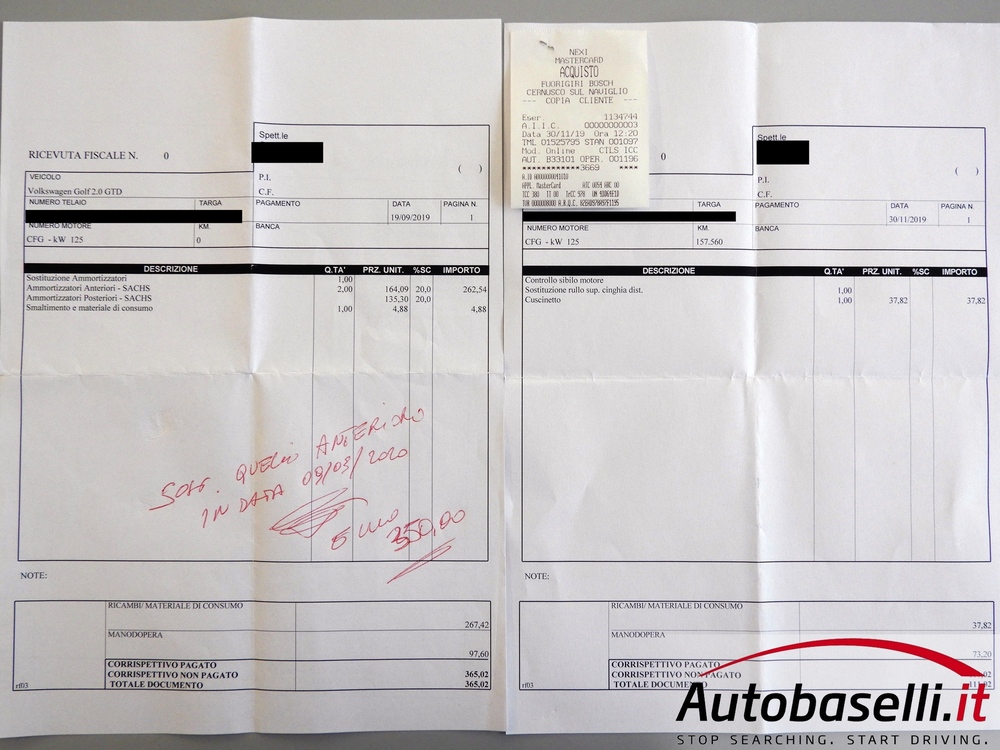 RICEVUTA FISCALE N. 0
Spett.le
( )
P.I.
C.F.
VEICOLO
Volkswagen Golf 2.0 GTD
NUMERO TELAIO TARGA
PAGAMENTO DATA PAGINA N.
19/09/2019 1
NUMERO MOTORE KM. BANCA
CFG - kW 125 0
DESCRIZIONE Q.TA' PRZ. UNIT. %SC IMPORTO
Sostituzione Ammortizzatori 1,00
Ammortizzatori Anteriori - SACHS 2,00 164,09 20,0 262,54
Ammortizzatori Posteriori - SACHS 135,30 20,0
Smaltimento e materiale di consumo 1,00 4,88 4,88
IN DATA 09/03/2020
350,00
NOTE:
RICAMBI/ MATERIALE DI CONSUMO
267,42
MANODOPERA
97,60
CORRISPETTIVO PAGATO
CORRISPETTIVO NON PAGATO 365,02
rf03 TOTALE DOCUMENTO 365,02
NEXI
MASTERCARD
ACQUISTO
FUORIGIRI BOSCH
CERNUSCO SUL NAVIGLIO
--- COPIA CLIENTE ---
Eser. 1134744
A.I.I.C. 00000000003
Data 30/11/19 Ora 12:20
TML 01525795 STAN 001097
Mod. Online CTLS ICC
AUT. B33101 OPER. 001196
************3669
APPL. MasterCard
0
Spett.le
( )
P.I.
C.F.
TARGA
PAGAMENTO DATA PAGINA N.
30/11/2019 1
NUMERO MOTORE KM. BANCA
CFG - kW 125 157.560
DESCRIZIONE Q.TA' PRZ. UNIT. %SC IMPORTO
Controllo sibilo motore
Sostituzione rullo sup. cinghia dist. 1,00
Cuscinetto 1,00 37,82 37,82
NOTE:
RICAMBI/ MATERIALE DI CONSUMO
37,82
MANODOPERA
73,20
CORRISPETTIVO PAGATO
CORRISPETTIVO NON PAGATO
rf03 TOTALE DOCUMENTO
Autobaselli.it
STOP SEARCHING. START DRIVING.